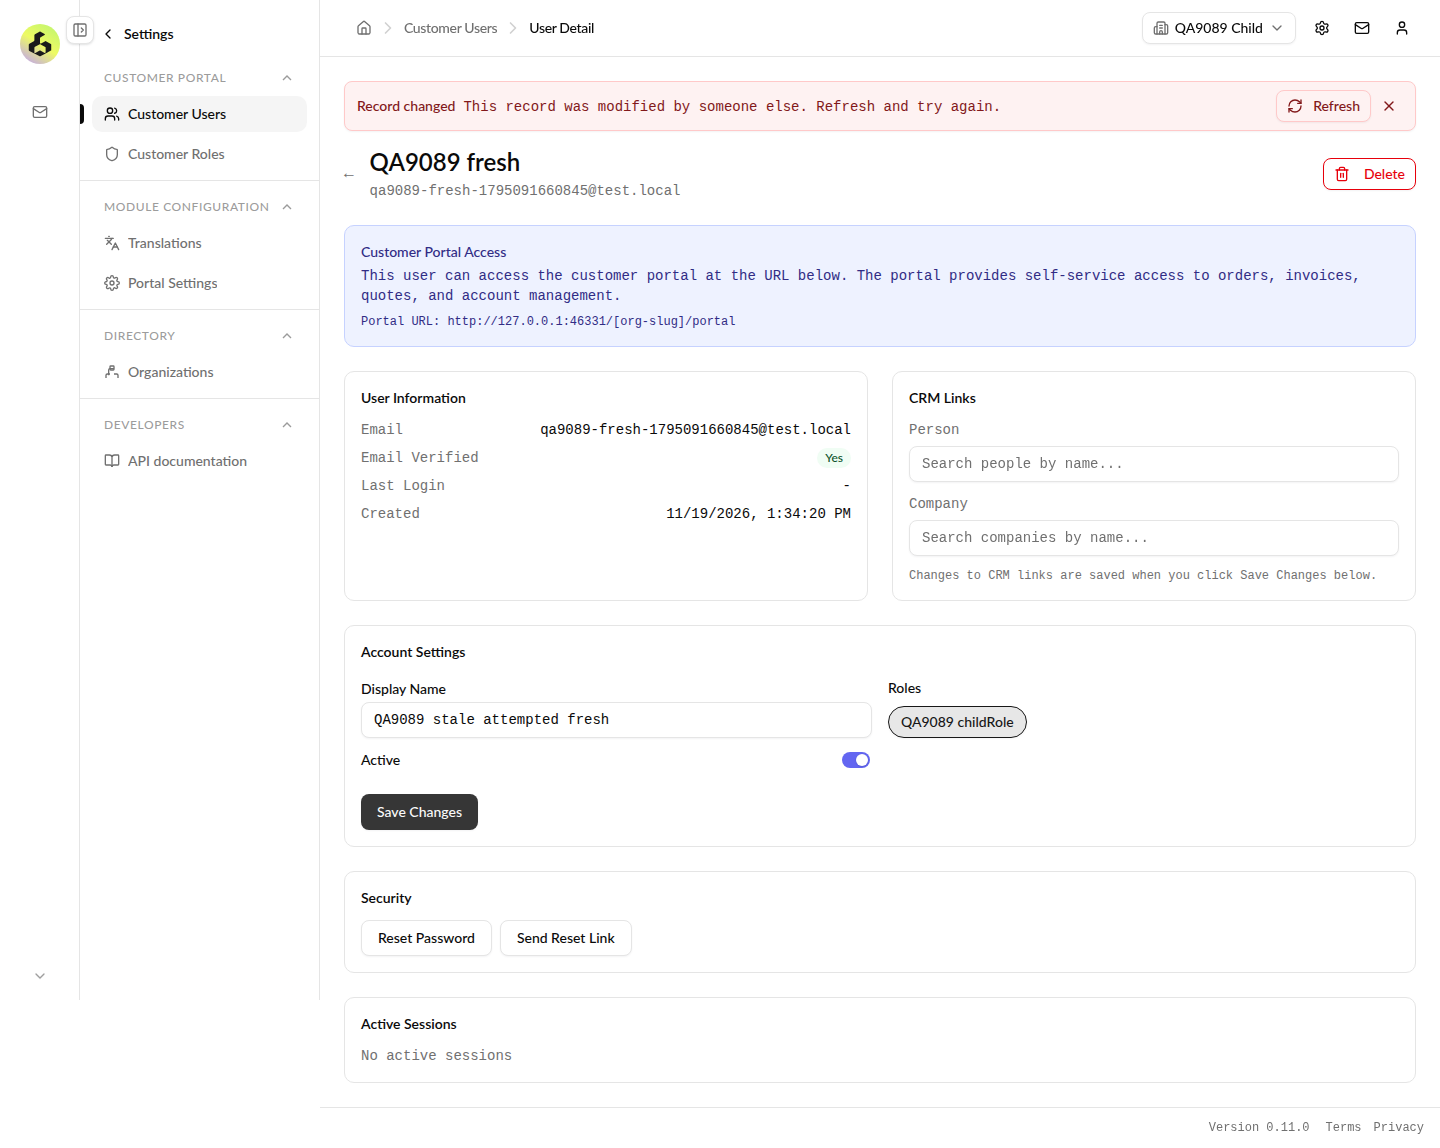 Settings
CUSTOMER PORTAL
Customer Users
Customer Roles
MODULE CONFIGURATION
Translations
Portal Settings
DIRECTORY
Organizations
DEVELOPERS
API documentation
Customer Users
User Detail
QA9089 Child
Record changed This record was modified by someone else. Refresh and try again.
Refresh
←
QA9089 fresh
qa9089-fresh-1795091660845@test.local
Delete
Customer Portal Access
This user can access the customer portal at the URL below. The portal provides self-service access to orders, invoices,
quotes, and account management.
Portal URL: http://127.0.0.1:46331/[org-slug]/portal
User Information
Email qa9089-fresh-1795091660845@test.local
Email Verified Yes
Last Login -
Created 11/19/2026, 1:34:20 PM
CRM Links
Person
Search people by name...
Company
Search companies by name...
Changes to CRM links are saved when you click Save Changes below.
Account Settings
Display Name
QA9089 stale attempted fresh
Active
Roles
QA9089 childRole
Save Changes
Security
Reset Password Send Reset Link
Active Sessions
No active sessions
Version 0.11.0 Terms Privacy